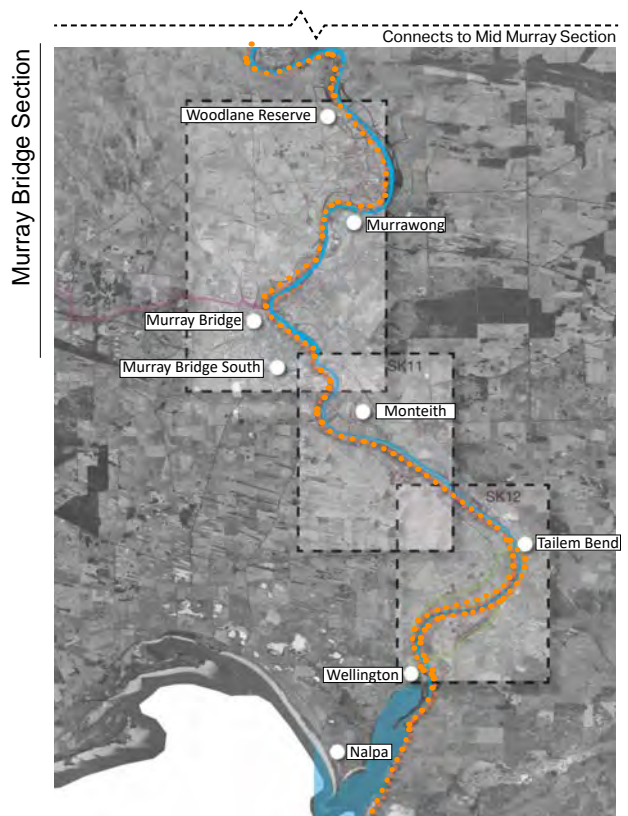 Connects to Mid Murray Section
Murray Bridge Section
Woodlane Reserve
Murrawong
Murray Bridge
Murray Bridge South
SK11
Monteith
SK12
Tailem Bend
Wellington
Nalpa